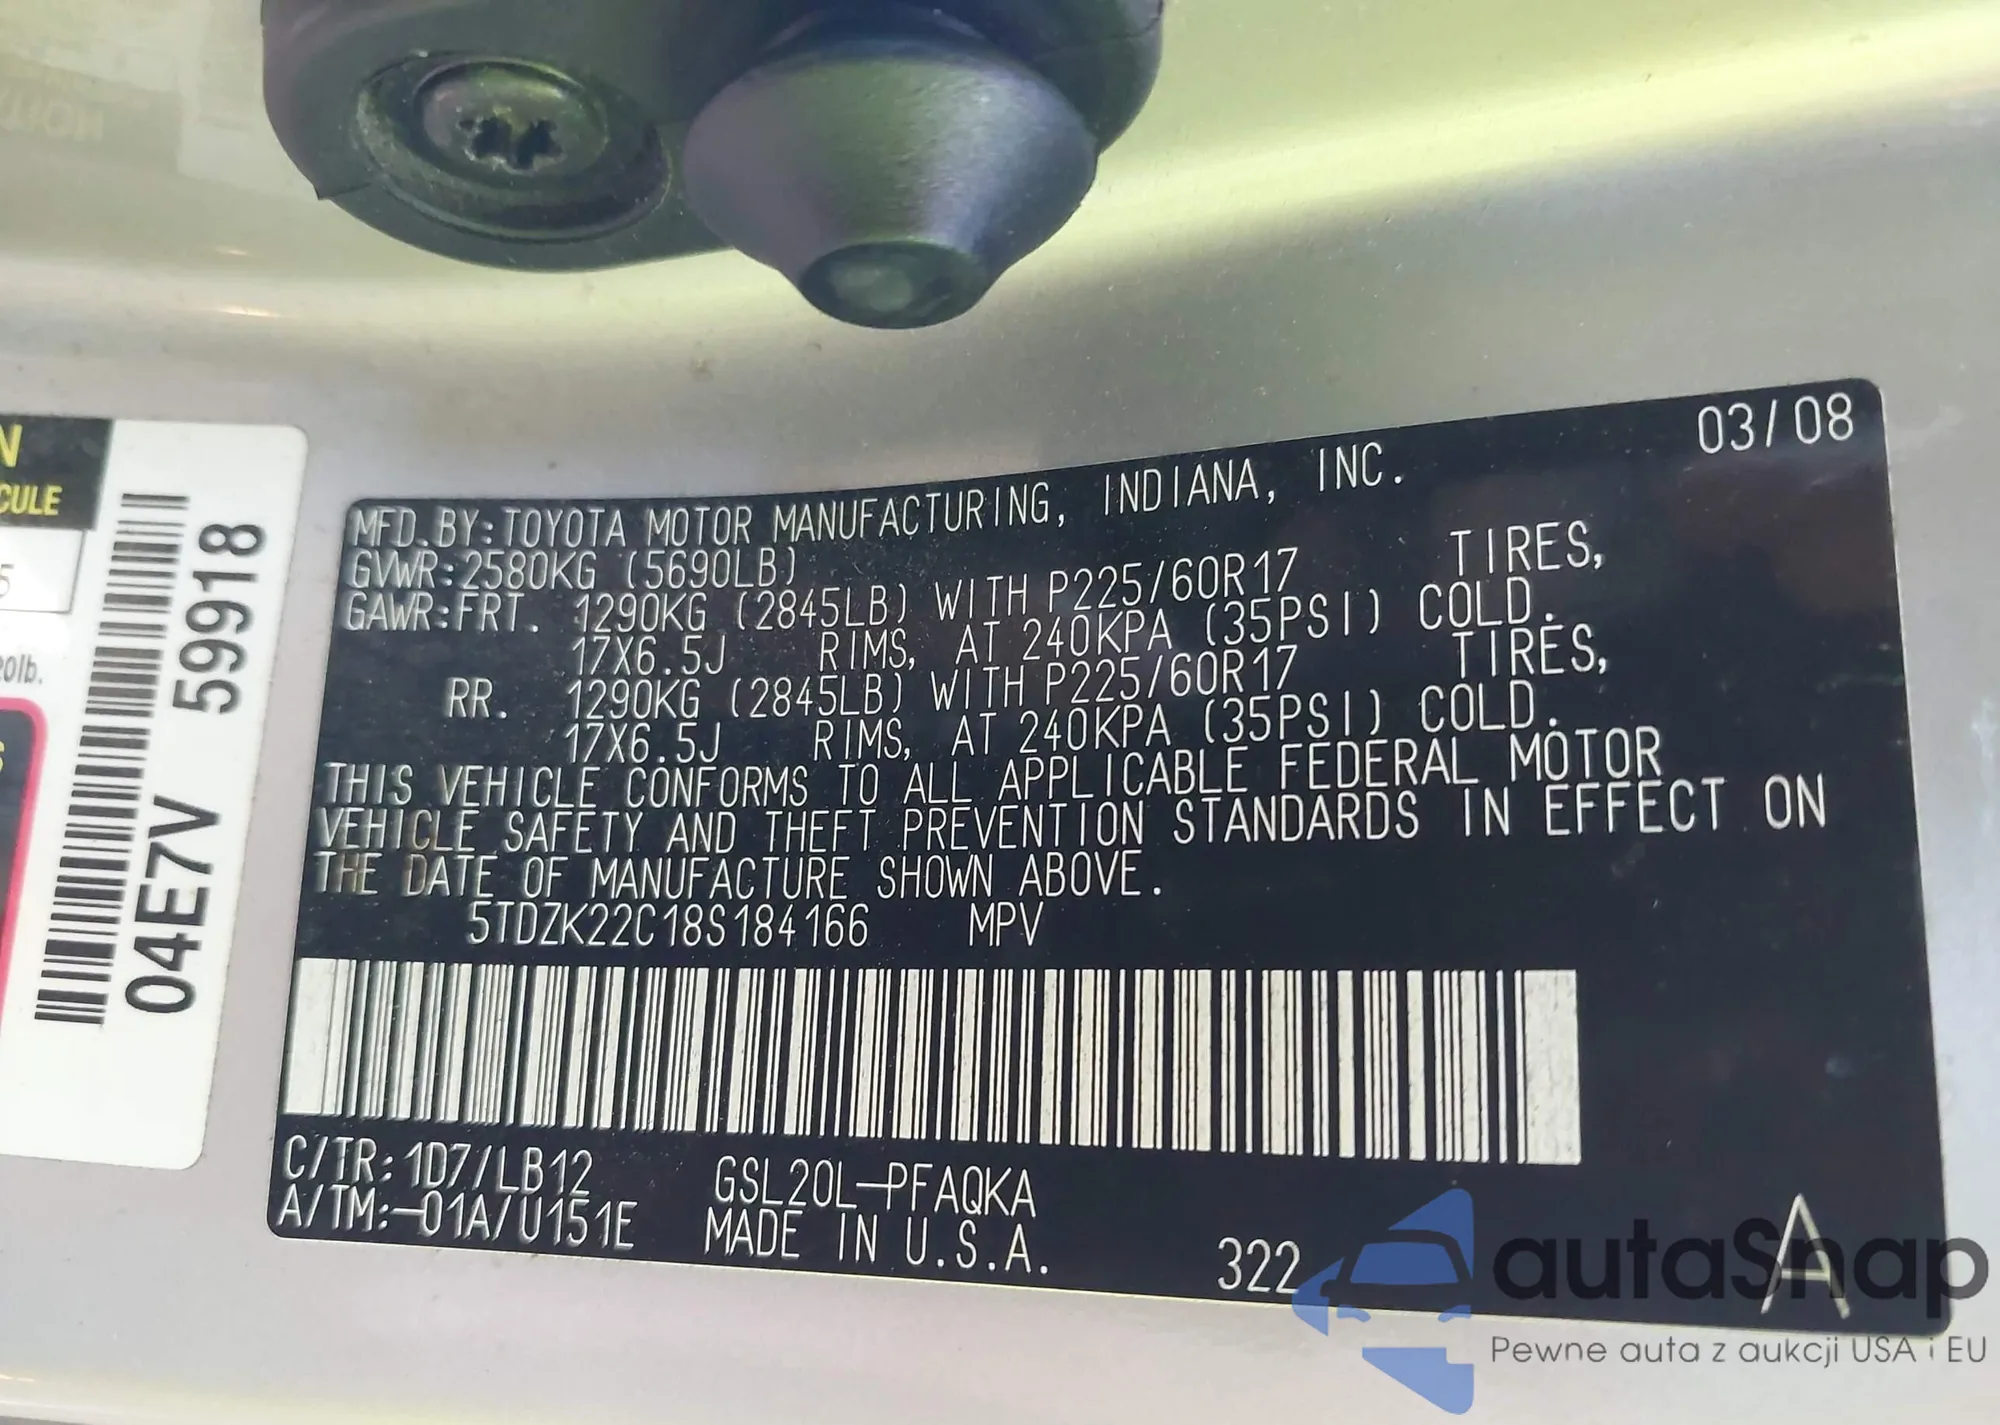 N
CULE
5
20lb.
S
04E7V 59918
03/08
MFD.BY:TOYOTA MOTOR MANUFACTURING, INDIANA, INC.
GVWR:2580KG (5690LB)
GAWR:FRT. 1290KG (2845LB) WITH P225/60R17 TIRES,
17X6.5J RIMS, AT 240KPA (35PSI) COLD.
RR. 1290KG (2845LB) WITH P225/60R17 TIRES,
17X6.5J RIMS, AT 240KPA (35PSI) COLD.
THIS VEHICLE CONFORMS TO ALL APPLICABLE FEDERAL MOTOR
VEHICLE SAFETY AND THEFT PREVENTION STANDARDS IN EFFECT ON
THE DATE OF MANUFACTURE SHOWN ABOVE.
5TDZK22C18S184166 MPV
C/TR:1D7/LB12 GSL20L-PFAQKA
A/TM:-01A/U151E MADE IN U.S.A. 322 A
autaSnap
Pewne auta z aukcji USA i EU